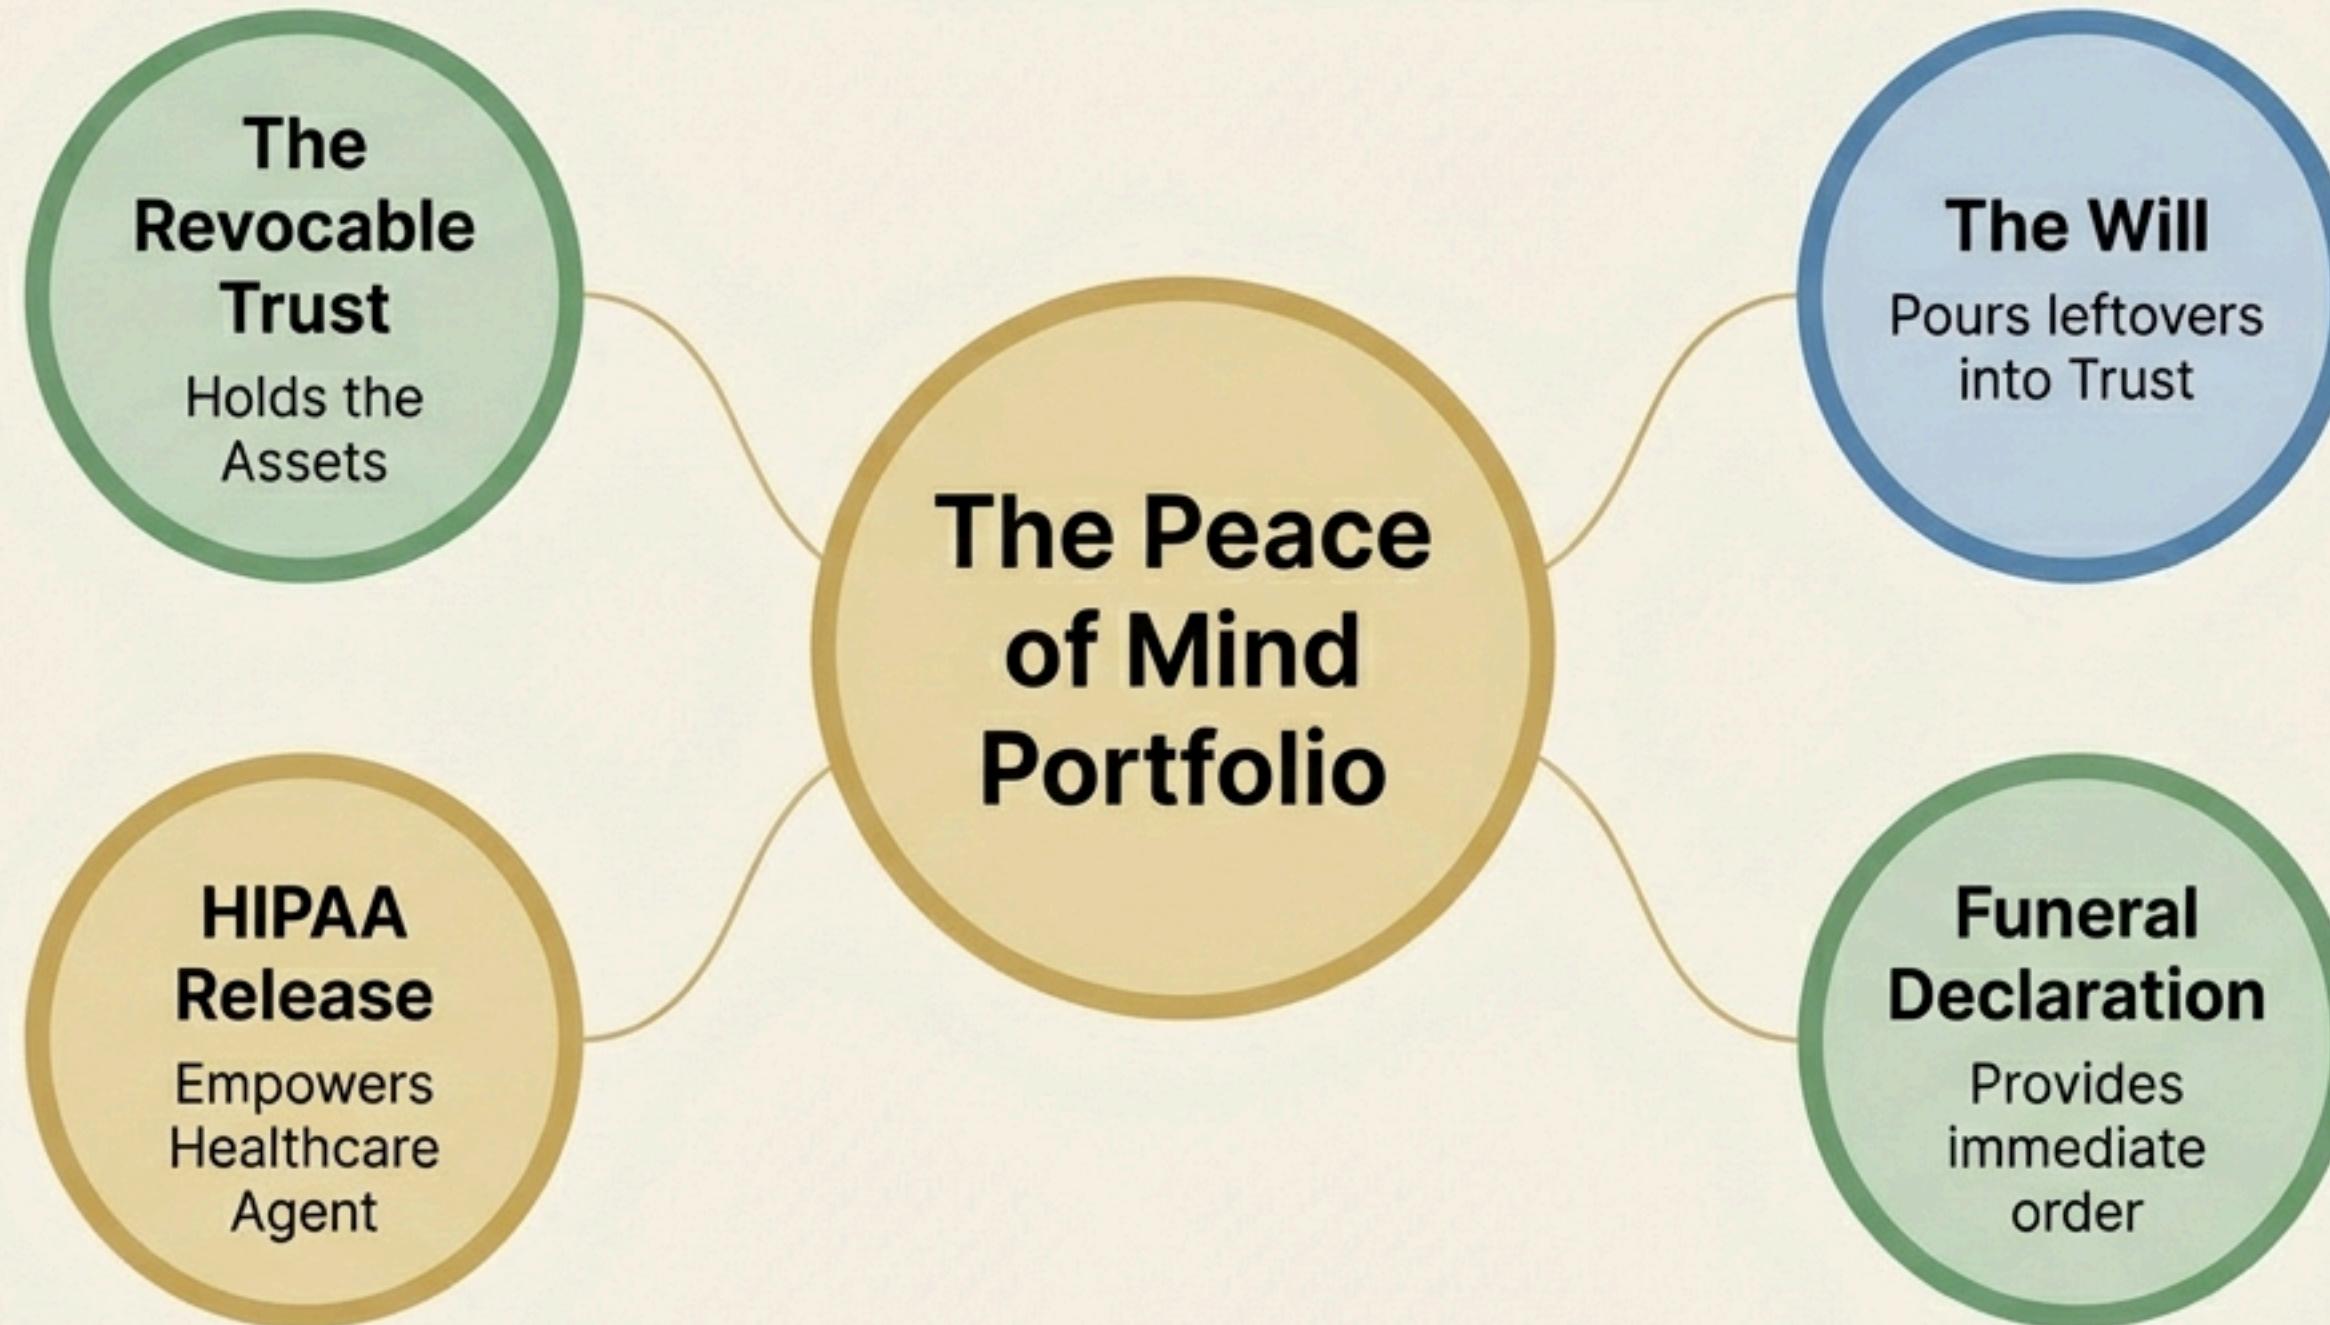 The
Revocable
Trust
Holds the
Assets
The Will
Pours leftovers
into Trust
The Peace
of Mind
Portfolio
HIPAA
Release
Empowers
Healthcare
Agent
Funeral
Declaration
Provides
immediate
order